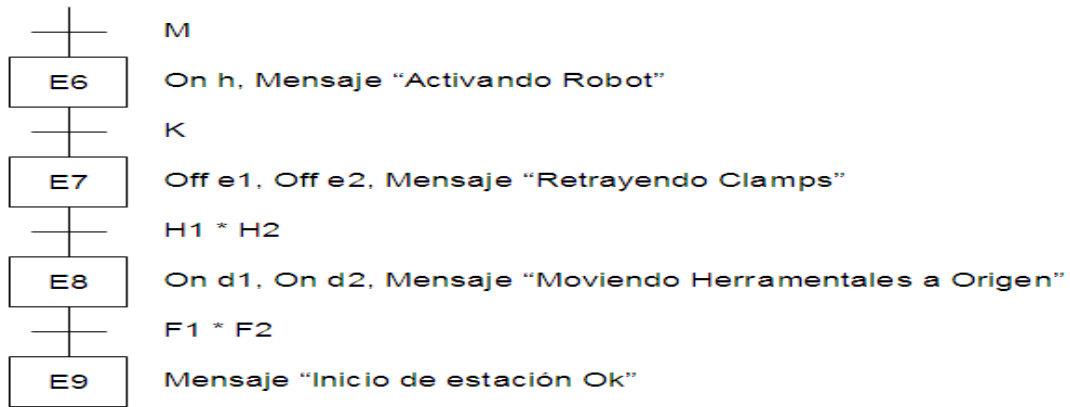 M
E6 On h, Mensaje “Activando Robot”
K
E7 Off e1, Off e2, Mensaje “Retrayendo Clamps”
H1 * H2
E8 On d1, On d2, Mensaje “Moviendo Herramentales a Origen”
F1 * F2
E9 Mensaje “Inicio de estación Ok”